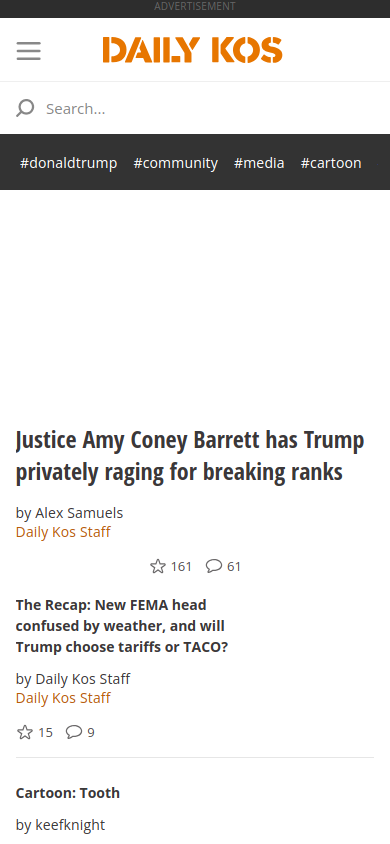 ADVERTISEMENT
DAILY KOS
Search...
#donaldtrump #community #media #cartoon
Justice Amy Coney Barrett has Trump
privately raging for breaking ranks
by Alex Samuels
Daily Kos Staff
161 61
The Recap: New FEMA head
confused by weather, and will
Trump choose tariffs or TACO?
by Daily Kos Staff
Daily Kos Staff
15 9
Cartoon: Tooth
by keefknight